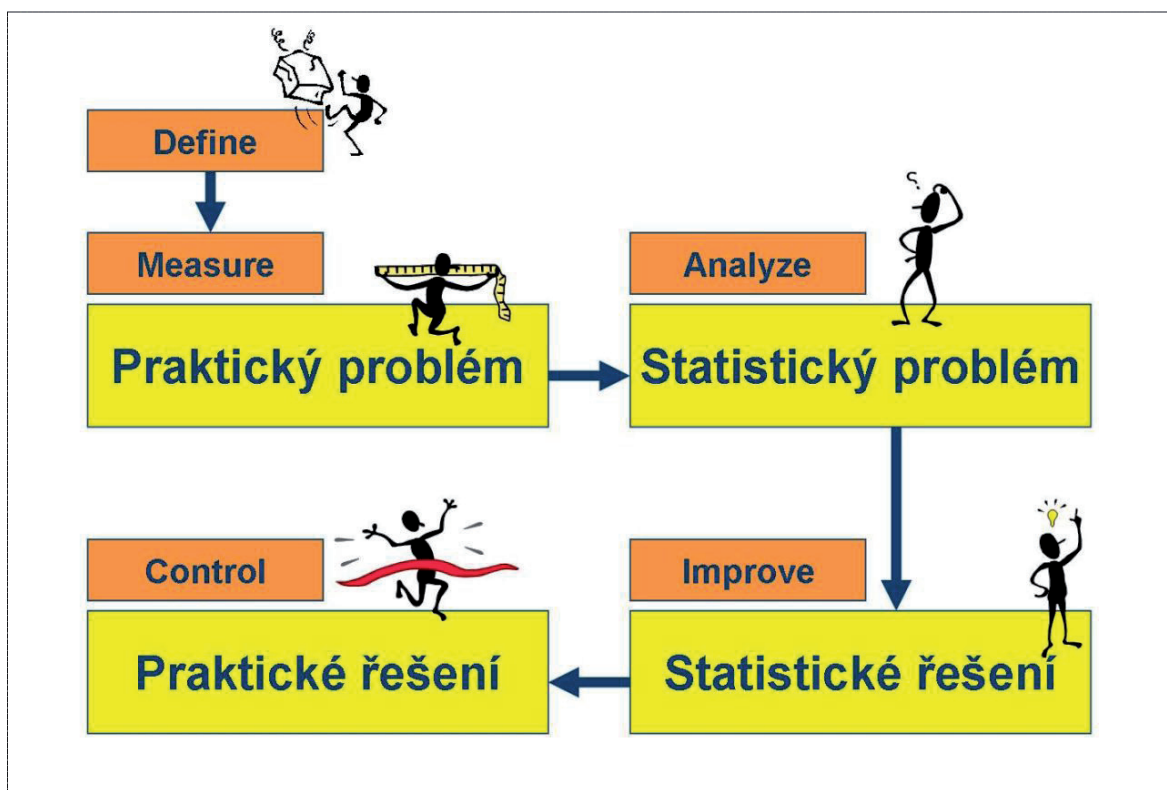 Define
Measure
Praktický problém
Analyze
Statistický problém
Improve
Statistické řešení
Control
Praktické řešení